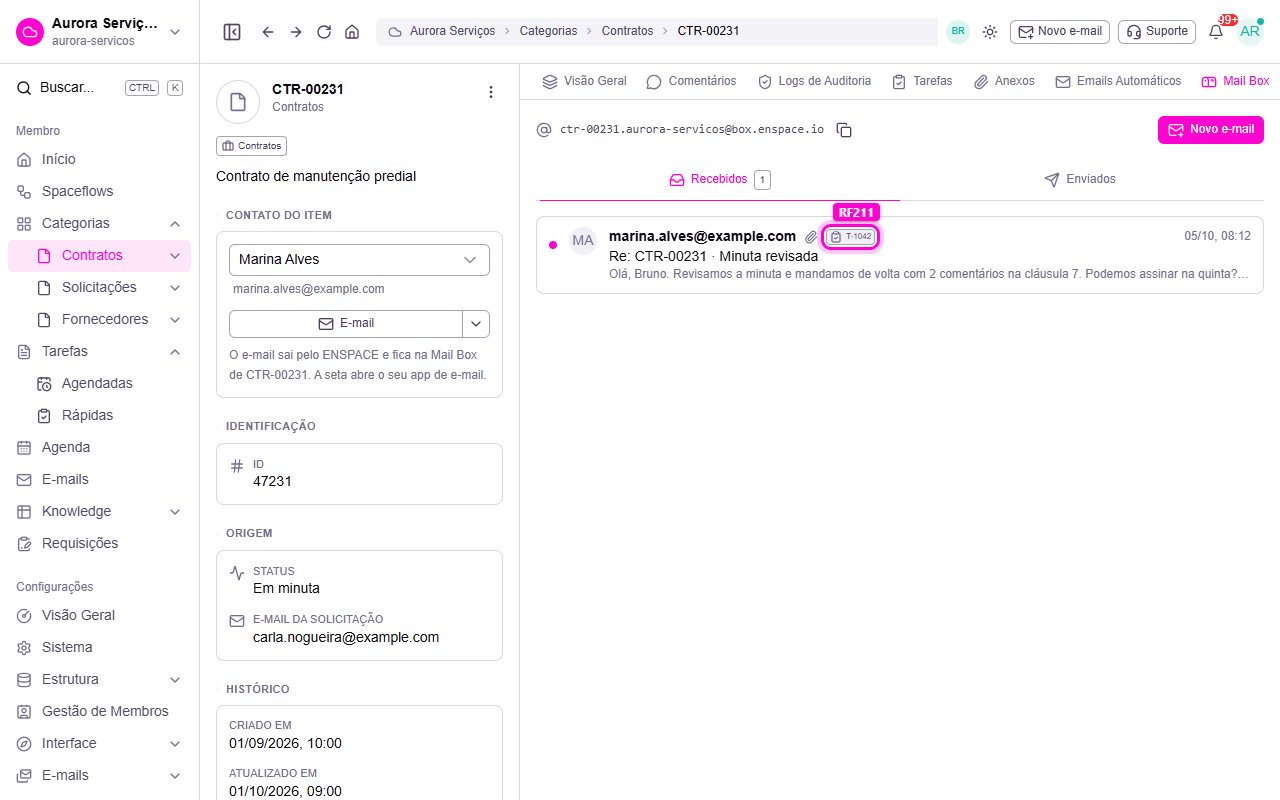 Aurora Serviç...
aurora-servicos
Aurora Serviços > Categorias > Contratos > CTR-00231
BR
Novo e-mail
Suporte
99+
AR
Buscar...
CTRL K
Membro
Início
Spaceflows
Categorias
Contratos
Solicitações
Fornecedores
Tarefas
Agendadas
Rápidas
Agenda
E-mails
Knowledge
Requisições
Configurações
Visão Geral
Sistema
Estrutura
Gestão de Membros
Interface
E-mails
CTR-00231
Contratos
Contratos
Contrato de manutenção predial
CONTATO DO ITEM
Marina Alves
marina.alves@example.com
E-mail
O e-mail sai pelo ENSPACE e fica na Mail Box
de CTR-00231. A seta abre o seu app de e-mail.
IDENTIFICAÇÃO
ID
47231
ORIGEM
STATUS
Em minuta
E-MAIL DA SOLICITAÇÃO
carla.nogueira@example.com
HISTÓRICO
CRIADO EM
01/09/2026, 10:00
ATUALIZADO EM
01/10/2026, 09:00
Visão Geral
Comentários
Logs de Auditoria
Tarefas
Anexos
Emails Automáticos
Mail Box
ctr-00231.aurora-servicos@box.enspace.io
Novo e-mail
Recebidos 1
Enviados
RF211
MA
marina.alves@example.com
T-1042
05/10, 08:12
Re: CTR-00231 · Minuta revisada
Olá, Bruno. Revisamos a minuta e mandamos de volta com 2 comentários na cláusula 7. Podemos assinar na quinta?...